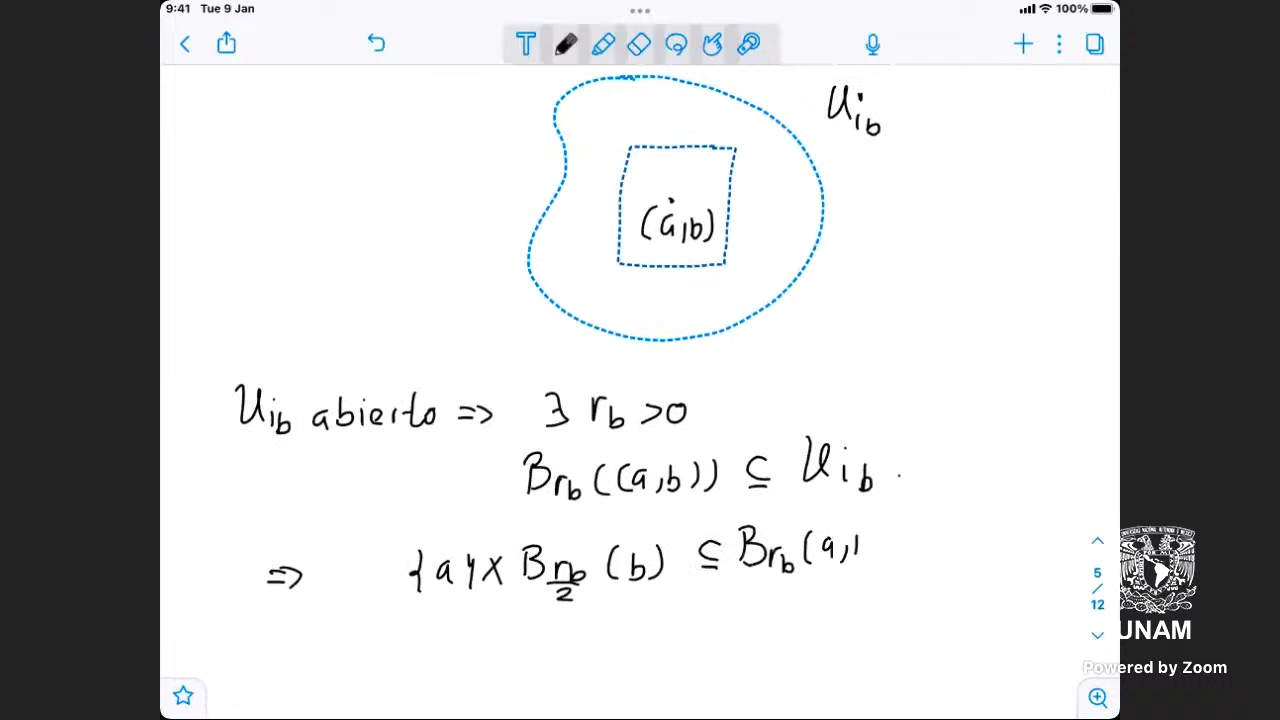 9:41 Tue 9 Jan
100%
U_{i_b}
(a,b)
U_{i_b} abierto => ∃ r_b >0
B_{r_b}((a,b)) ⊆ U_{i_b}.
=> {a} x B_{r_b/2}(b) ⊆ B_{r_b}(a,
5
/
12
UNAM
Powered by Zoom